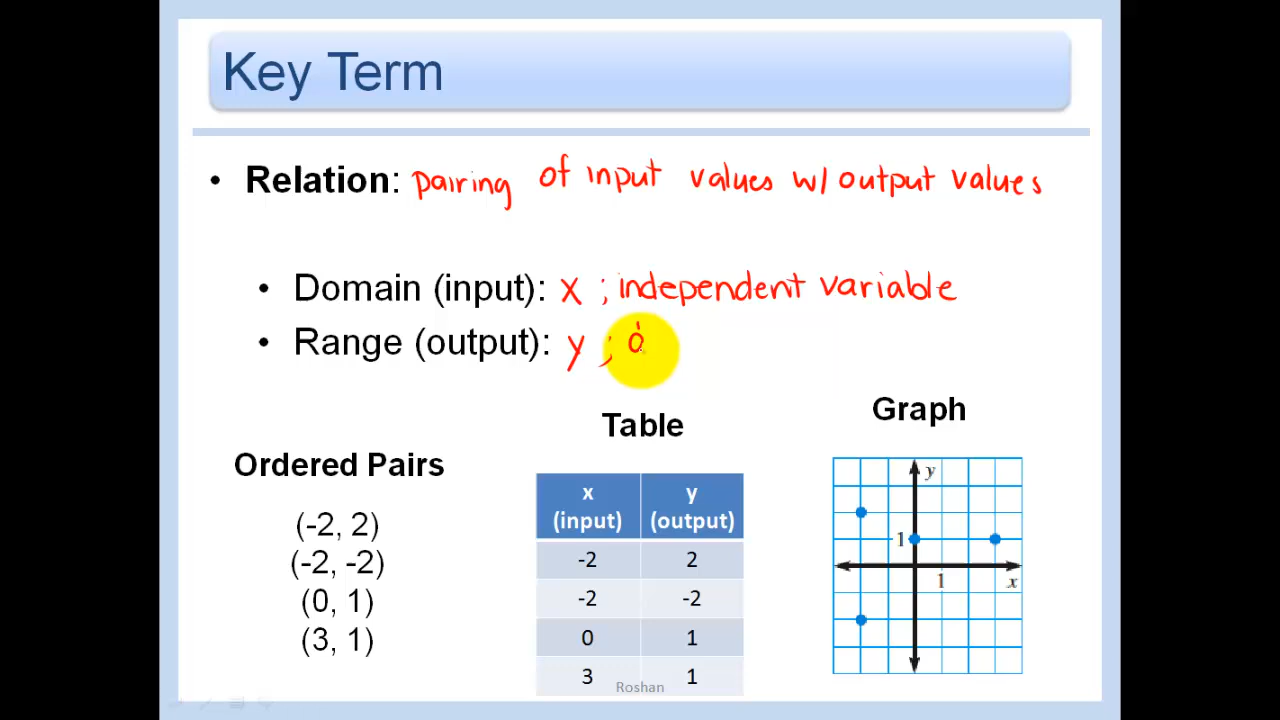 Key Term
• Relation: pairing of input values w/ output values
• Domain (input): x ; independent variable
• Range (output): y ;
Ordered Pairs
(-2, 2)
(-2, -2)
(0, 1)
(3, 1)
Table
x y
(input) (output)
-2 2
-2 -2
0 1
3 1
Graph
y
1
1 x
Roshan